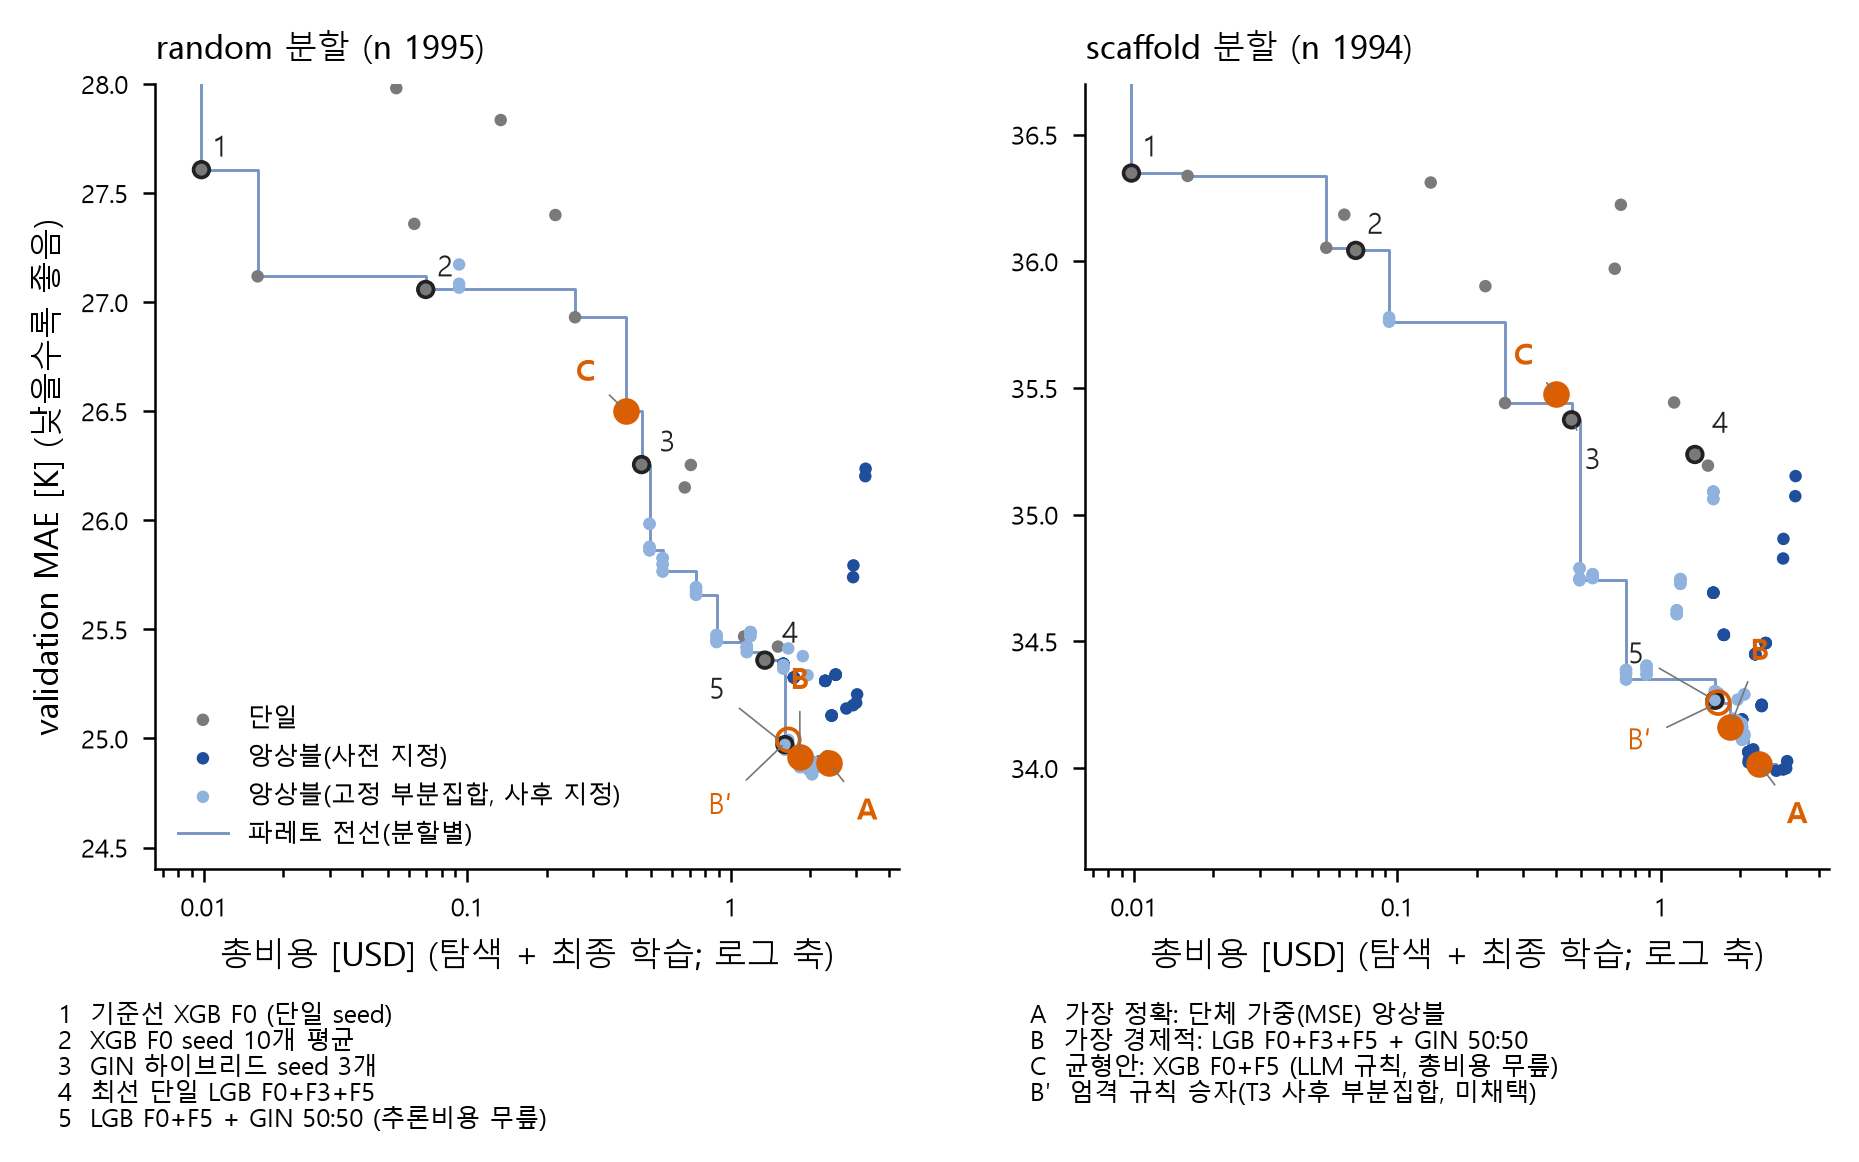 random 분할 (n 1995)
28.0
27.5
27.0
26.5
26.0
25.5
25.0
24.5
validation MAE [K] (낮을수록 좋음)
1
2
C
3
4
5
B
B′
A
단일
앙상블(사전 지정)
앙상블(고정 부분집합, 사후 지정)
파레토 전선(분할별)
0.01
0.1
1
총비용 [USD] (탐색 + 최종 학습; 로그 축)
scaffold 분할 (n 1994)
36.5
36.0
35.5
35.0
34.5
34.0
1
2
C
3
4
5
B
B′
A
0.01
0.1
1
총비용 [USD] (탐색 + 최종 학습; 로그 축)
1 기준선 XGB F0 (단일 seed)
2 XGB F0 seed 10개 평균
3 GIN 하이브리드 seed 3개
4 최선 단일 LGB F0+F3+F5
5 LGB F0+F5 + GIN 50:50 (추론비용 무릎)
A 가장 정확: 단체 가중(MSE) 앙상블
B 가장 경제적: LGB F0+F3+F5 + GIN 50:50
C 균형안: XGB F0+F5 (LLM 규칙, 총비용 무릎)
B′ 엄격 규칙 승자(T3 사후 부분집합, 미채택)